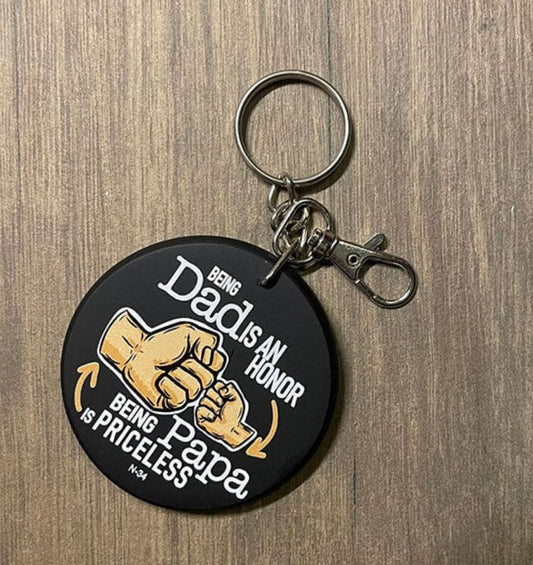 BEING
Dad IS AN
HONOR
BEING Papa
IS PRICELESS
N-34